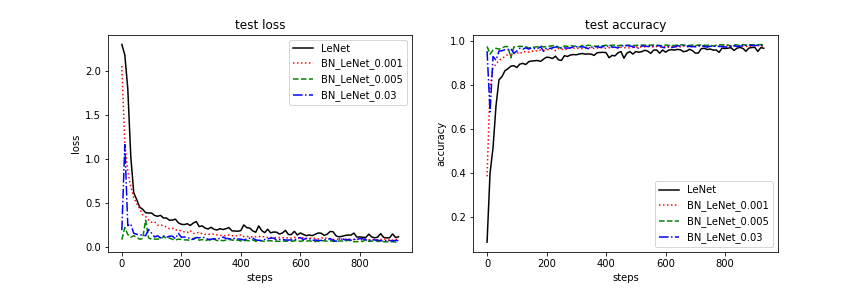 test loss
loss
2.0
1.5
1.0
0.5
0.0
0
200
400
600
800
steps
LeNet
BN_LeNet_0.001
BN_LeNet_0.005
BN_LeNet_0.03
test accuracy
accuracy
1.0
0.8
0.6
0.4
0.2
0
200
400
600
800
steps
LeNet
BN_LeNet_0.001
BN_LeNet_0.005
BN_LeNet_0.03